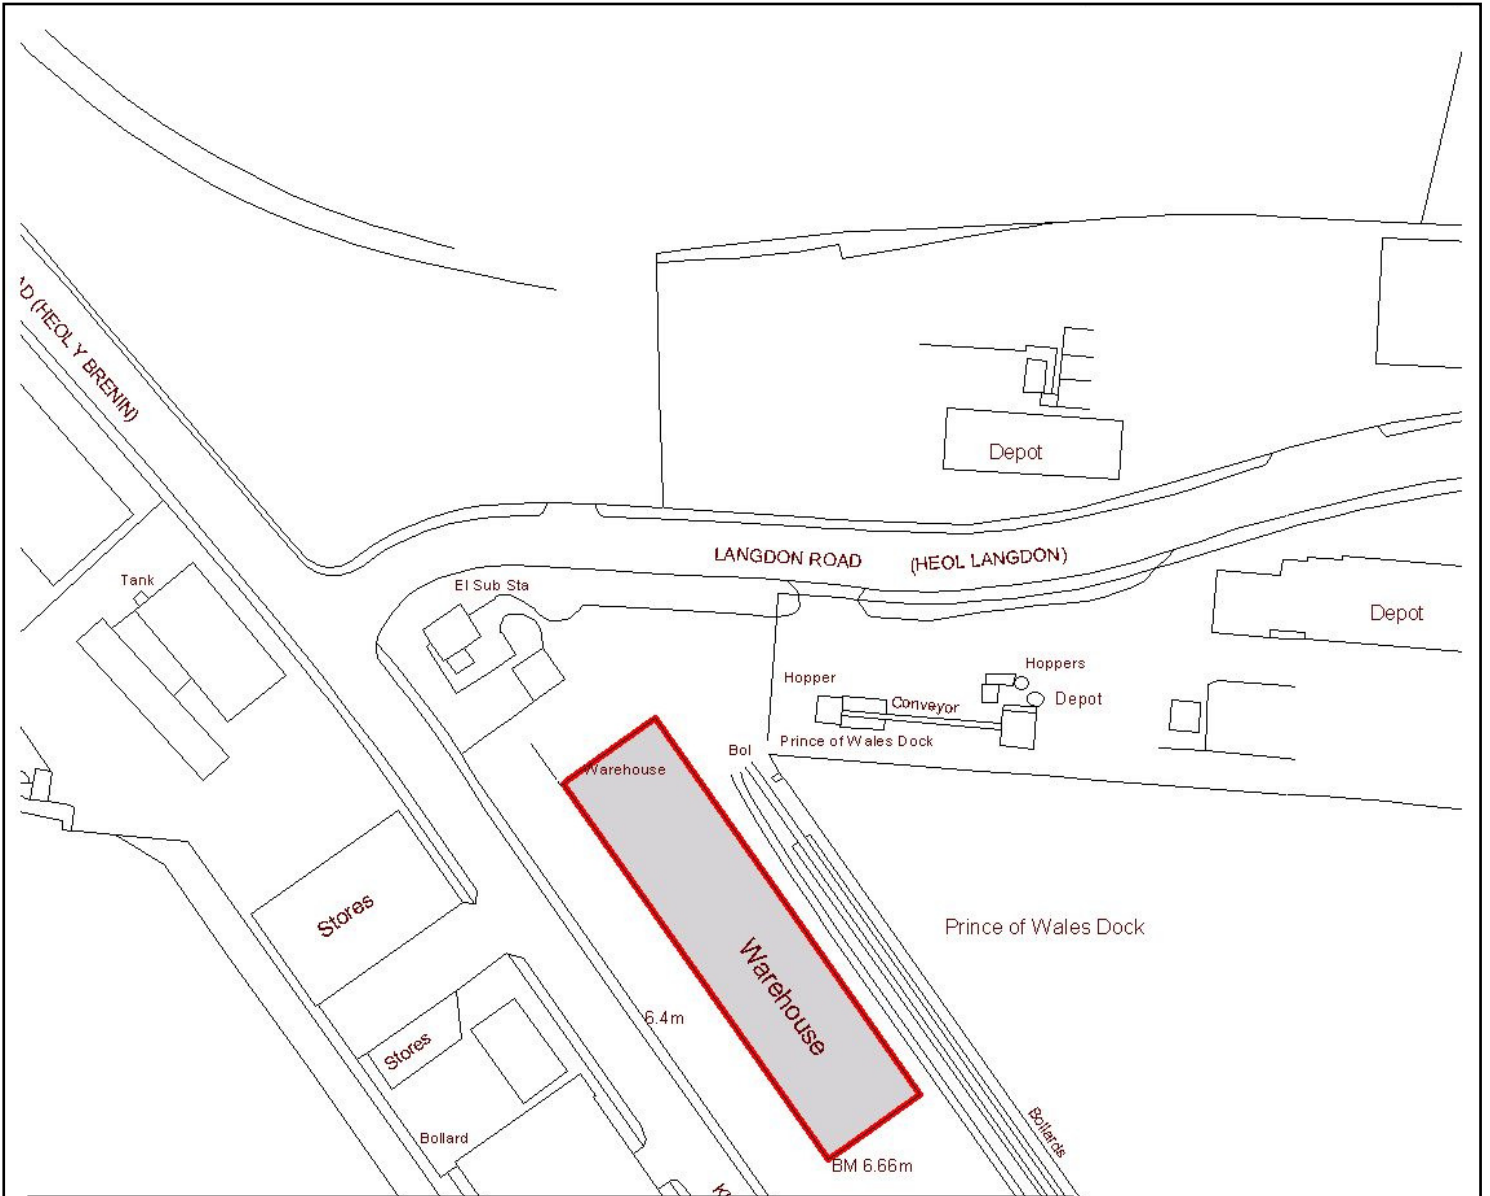 (HEOL Y BRENIN)
Depot
LANGDON ROAD (HEOL LANGDON)
Tank
El Sub Sta
Depot
Hoppers
Hopper
Conveyor
Depot
Prince of Wales Dock
Bol
Warehouse
Stores
Prince of Wales Dock
Warehouse
6.4m
Stores
Bollard
Bollards
BM 6.66m